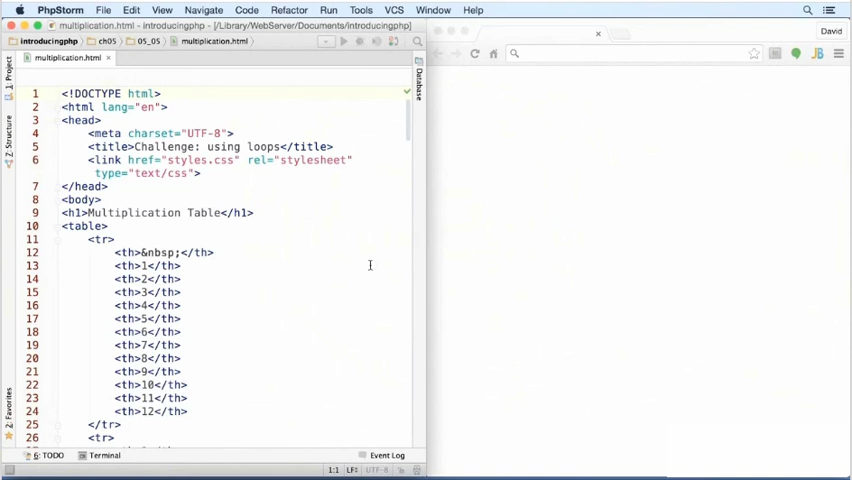 PhpStorm File Edit View Navigate Code Refactor Run Tools VCS Window Help
multiplication.html - introducingphp - [/Library/WebServer/Documents/introducingphp]
David
introducingphp ch05 05_05 multiplication.html
multiplication.html
1: Project
Z: Structure
2: Favorites
Database
1 <!DOCTYPE html>
2 <html lang="en">
3 <head>
4 <meta charset="UTF-8">
5 <title>Challenge: using loops</title>
6 <link href="styles.css" rel="stylesheet"
type="text/css">
7 </head>
8 <body>
9 <h1>Multiplication Table</h1>
10 <table>
11 <tr>
12 <th>&nbsp;</th>
13 <th>1</th>
14 <th>2</th>
15 <th>3</th>
16 <th>4</th>
17 <th>5</th>
18 <th>6</th>
19 <th>7</th>
20 <th>8</th>
21 <th>9</th>
22 <th>10</th>
23 <th>11</th>
24 <th>12</th>
25 </tr>
26 <tr>
6: TODO Terminal Event Log
1:1 LF÷ UTF-8